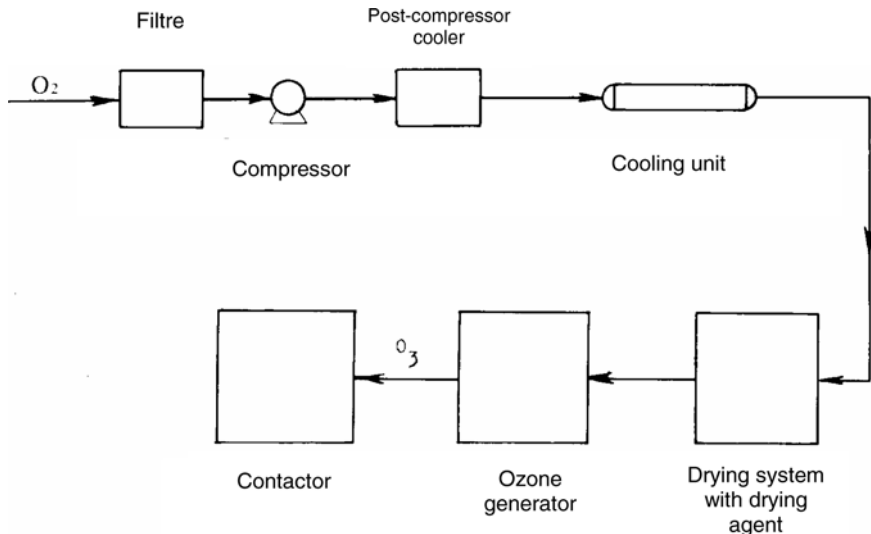 Filtre
Post-compressor
cooler
O₂
Compressor
Cooling unit
O₃
Contactor
Ozone
generator
Drying system
with drying
agent